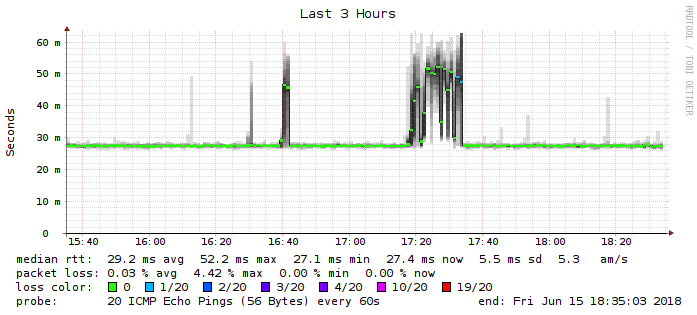 Last 3 Hours
RRDTOOL / TOBI OETIKER
Seconds
60 m
50 m
40 m
30 m
20 m
10 m
0
15:40 16:00 16:20 16:40 17:00 17:20 17:40 18:00 18:20
median rtt: 29.2 ms avg 52.2 ms max 27.1 ms min 27.4 ms now 5.5 ms sd 5.3 am/s
packet loss: 0.03 % avg 4.42 % max 0.00 % min 0.00 % now
loss color: 0 1/20 2/20 3/20 4/20 10/20 19/20
probe: 20 ICMP Echo Pings (56 Bytes) every 60s end: Fri Jun 15 18:35:03 2018